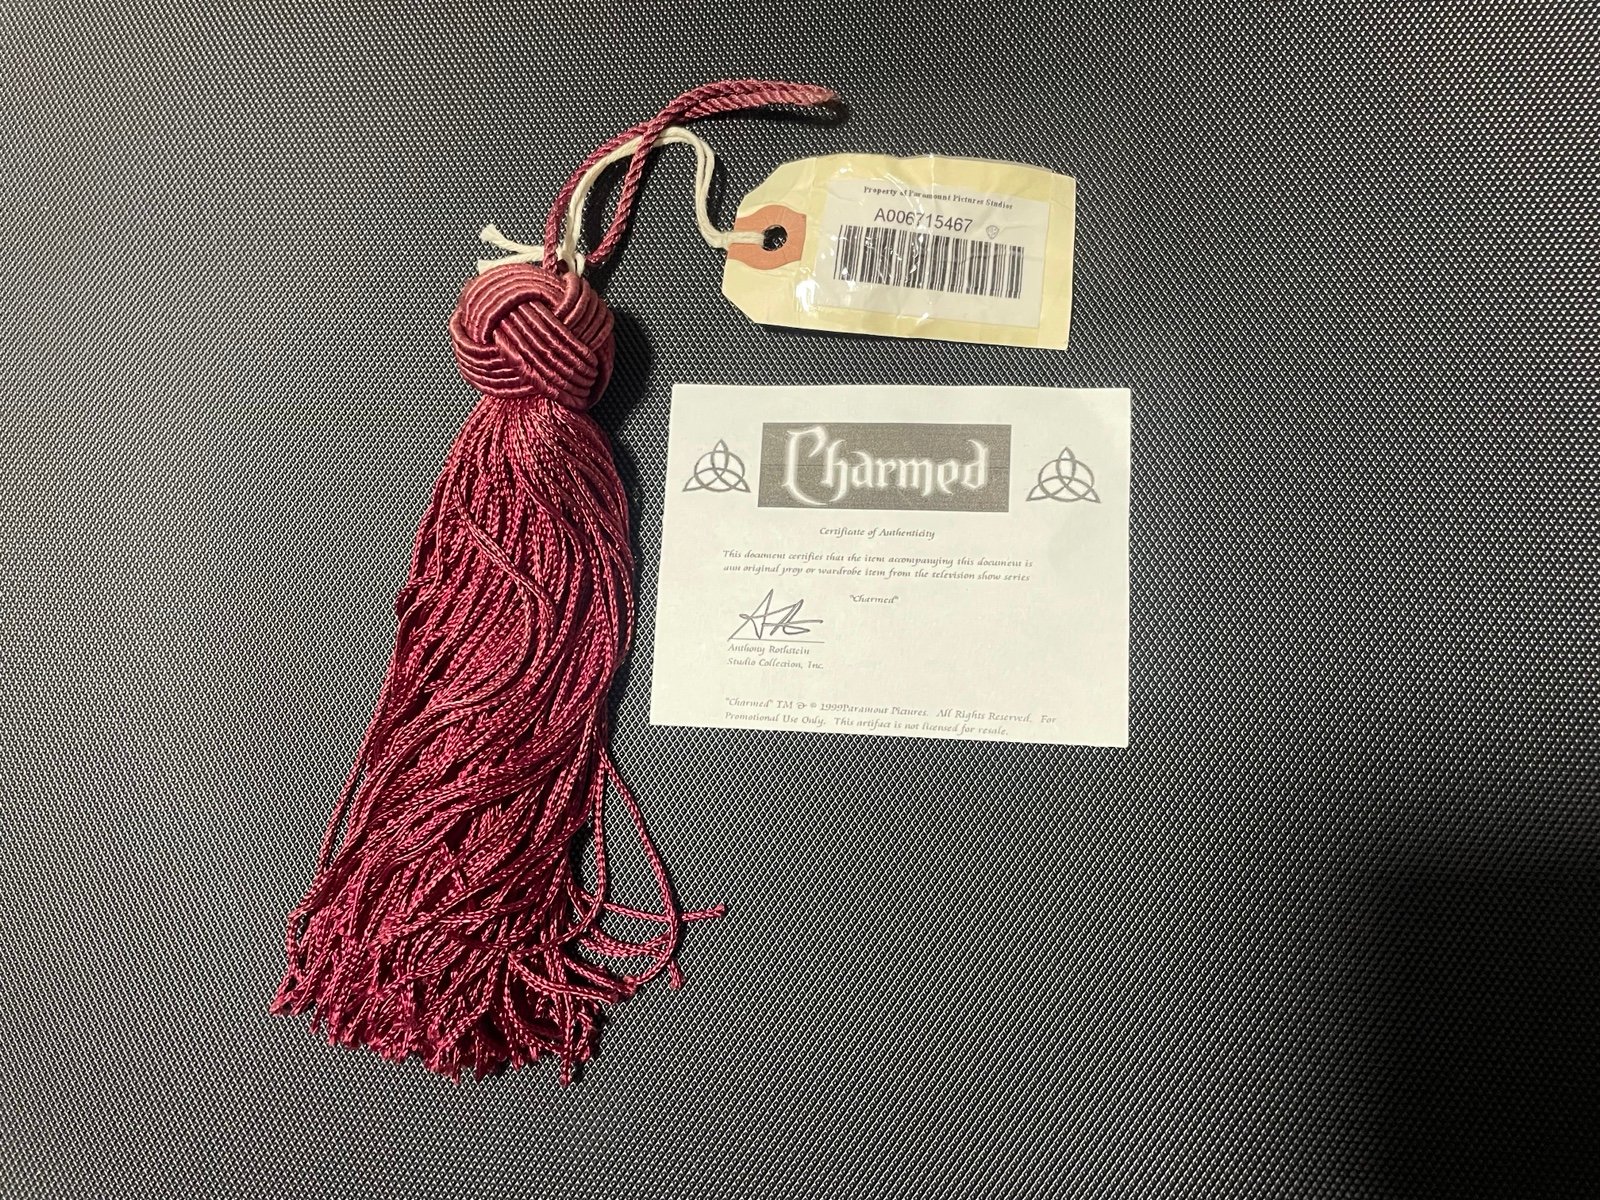 Property of Paramount Pictures Studios
A006715467
Charmed
Certificate of Authenticity
This document certifies that the item accompanying this document is
aun original prop or wardrobe item from the television show series
"Charmed"
Anthony Rothstein
Studio Collection, Inc.
"Charmed" TM & © 1999Paramout Pictures. All Rights Reserved. For
Promotional Use Only. This artifact is not licensed for resale.